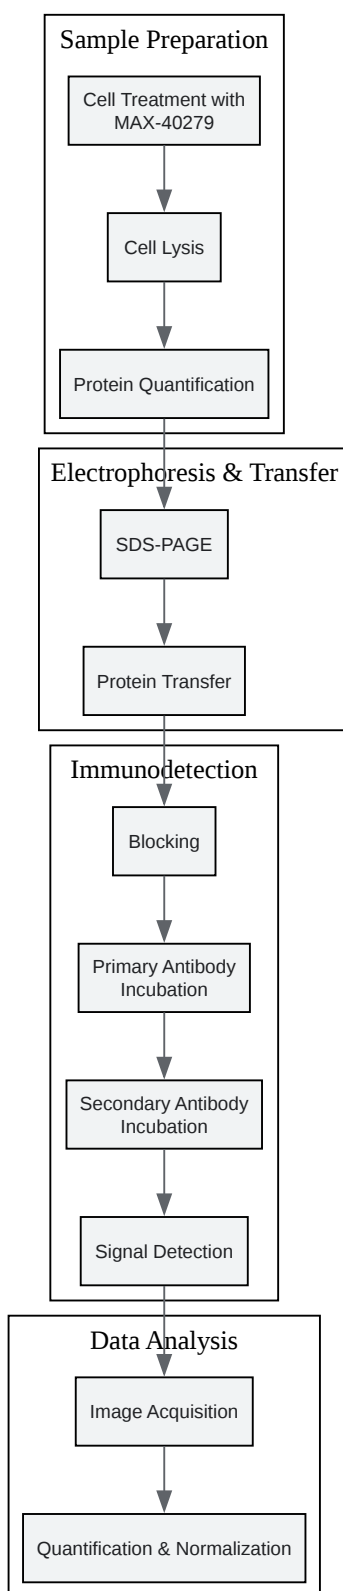 Sample Preparation
Cell Treatment with
MAX-40279
Cell Lysis
Protein Quantification
Electrophoresis & Transfer
SDS-PAGE
Protein Transfer
Immunodetection
Blocking
Primary Antibody
Incubation
Secondary Antibody
Incubation
Signal Detection
Data Analysis
Image Acquisition
Quantification & Normalization